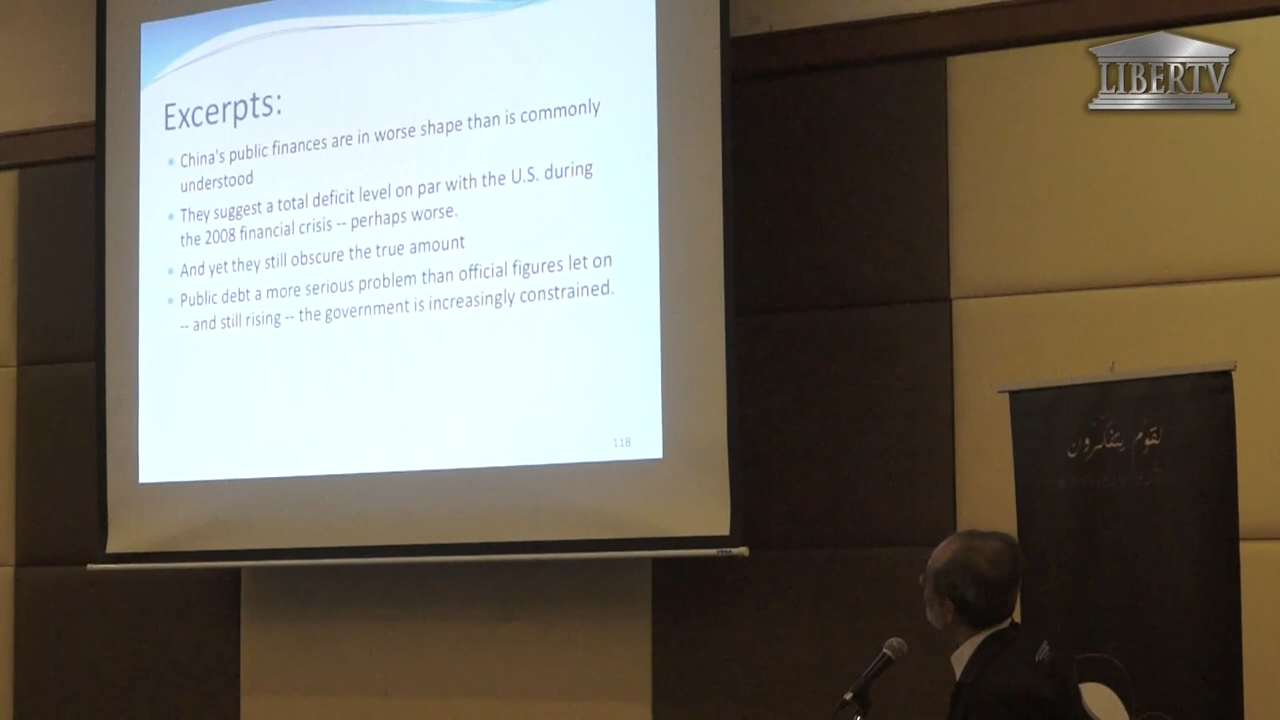 LIBERTV
Excerpts:
China's public finances are in worse shape than is commonly
understood
They suggest a total deficit level on par with the U.S. during
the 2008 financial crisis -- perhaps worse.
And yet they still obscure the true amount
Public debt a more serious problem than official figures let on
-- and still rising -- the government is increasingly constrained.
118
لقوم يتفكرون